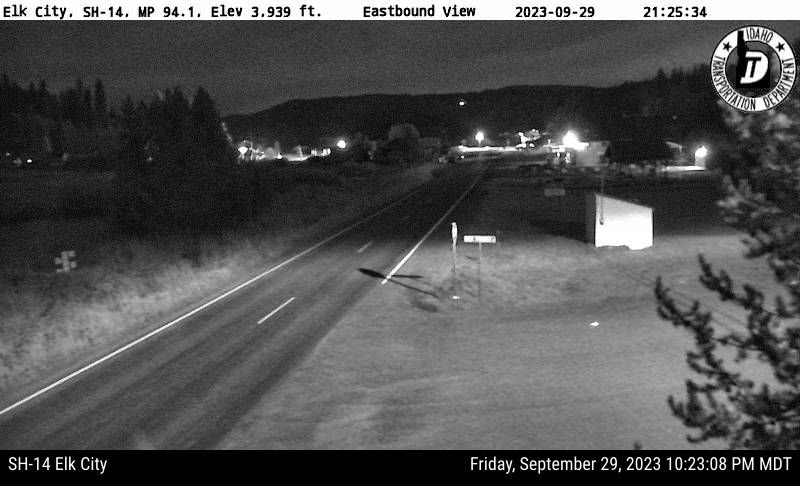 Elk City, SH-14, MP 94.1, Elev 3,939 ft. Eastbound View 2023-09-29 21:25:34
IDAHO
TRANSPORTATION DEPARTMENT
SH-14 Elk City Friday, September 29, 2023 10:23:08 PM MDT